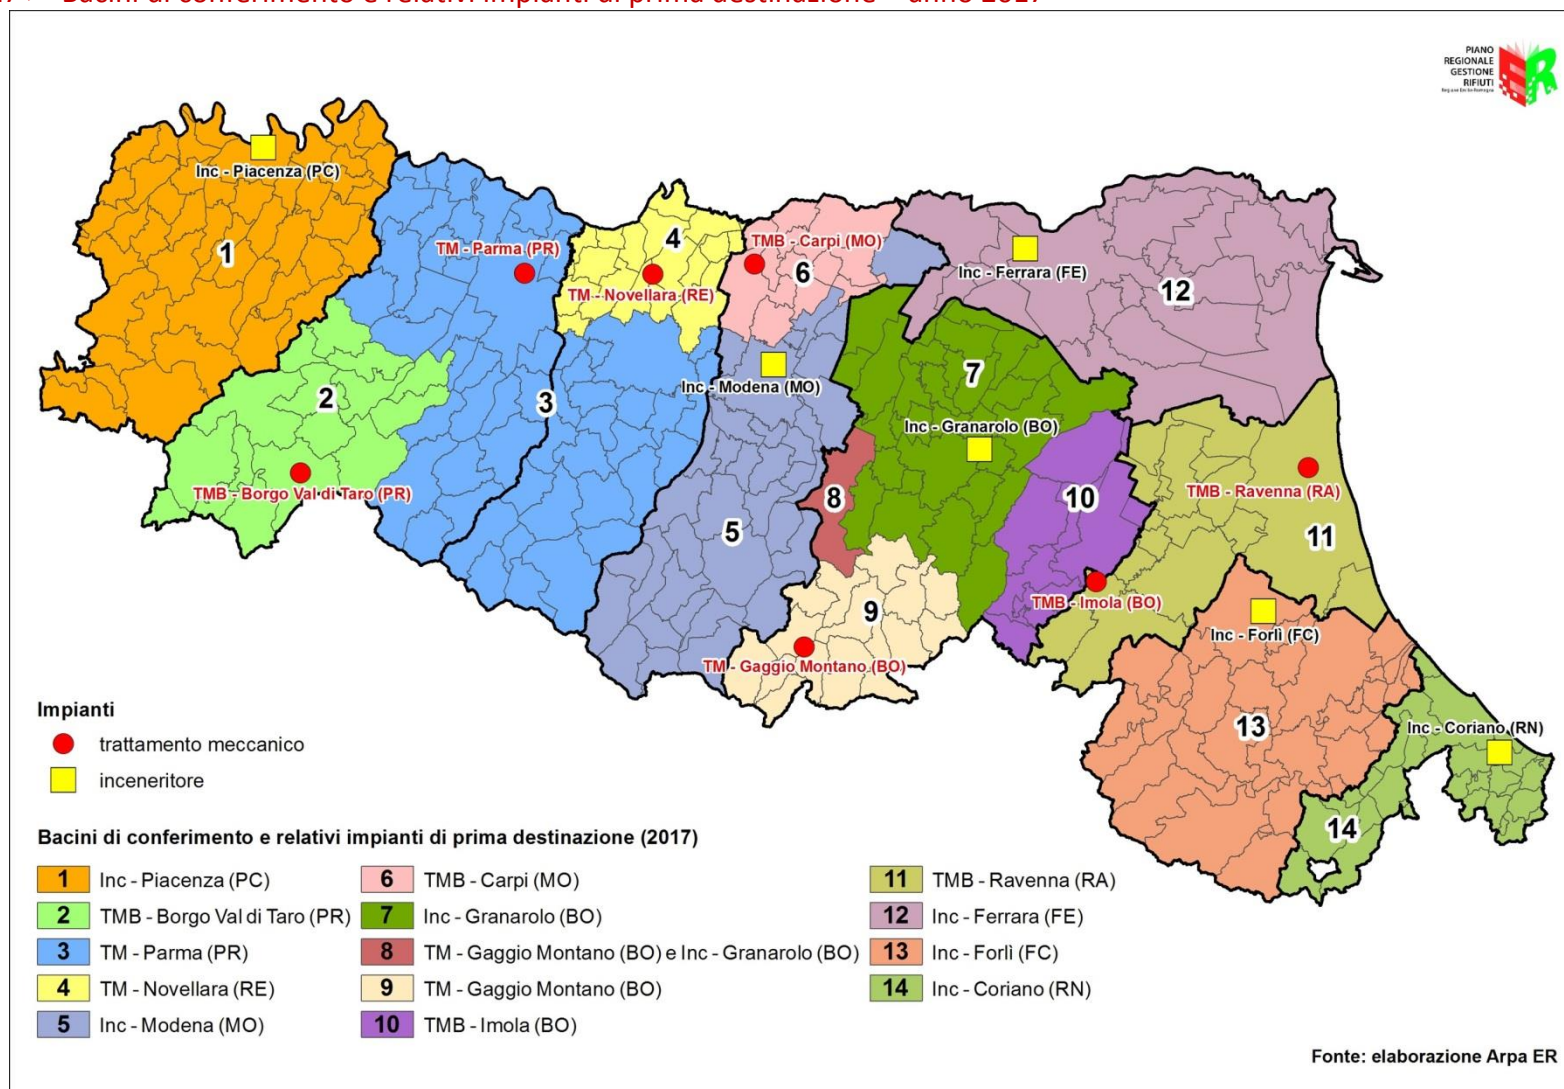 Bacini di conferimento e relativi impianti di prima destinazione – anno 2017
PIANO
REGIONALE
GESTIONE
RIFIUTI
Regione Emilia-Romagna
Inc - Piacenza (PC)
1
TM - Parma (PR)
4
TM - Novellara (RE)
TMB - Carpi (MO)
6
Inc - Ferrara (FE)
12
2
3
Inc - Modena (MO)
7
Inc - Granarolo (BO)
TMB - Borgo Val di Taro (PR)
8
10
TMB - Ravenna (RA)
5
11
9
TMB - Imola (BO)
Inc - Forlì (FC)
TM - Gaggio Montano (BO)
13
Inc - Coriano (RN)
14
Impianti
trattamento meccanico
inceneritore
Bacini di conferimento e relativi impianti di prima destinazione (2017)
1 Inc - Piacenza (PC)
2 TMB - Borgo Val di Taro (PR)
3 TM - Parma (PR)
4 TM - Novellara (RE)
5 Inc - Modena (MO)
6 TMB - Carpi (MO)
7 Inc - Granarolo (BO)
8 TM - Gaggio Montano (BO) e Inc - Granarolo (BO)
9 TM - Gaggio Montano (BO)
10 TMB - Imola (BO)
11 TMB - Ravenna (RA)
12 Inc - Ferrara (FE)
13 Inc - Forlì (FC)
14 Inc - Coriano (RN)
Fonte: elaborazione Arpa ER